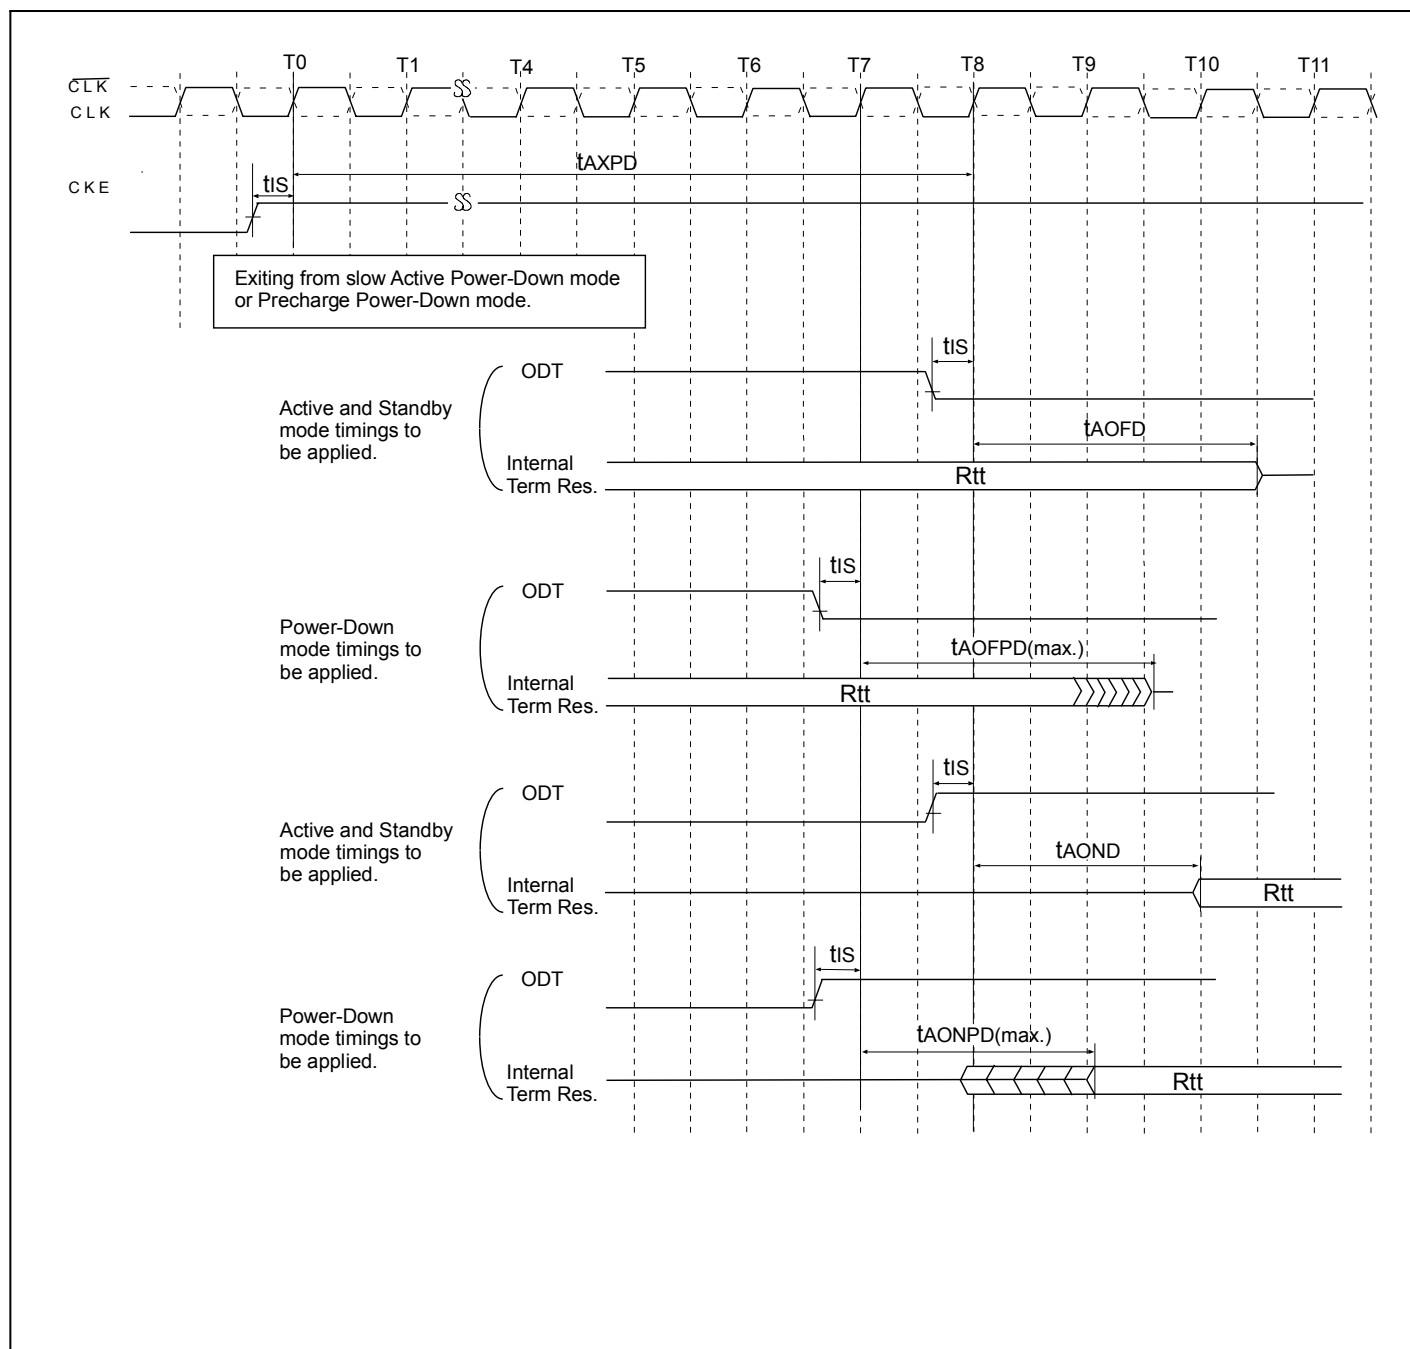 T0 T1 T4 T5 T6 T7 T8 T9 T10 T11
CLK
CLK
tAXPD
CKE
tIS
Exiting from slow Active Power-Down mode
or Precharge Power-Down mode.
tIS
ODT
Active and Standby
mode timings to
be applied.
tAOFD
Internal
Term Res.
Rtt
tIS
ODT
Power-Down
mode timings to
be applied.
tAOFPD(max.)
Internal
Term Res.
Rtt
tIS
ODT
Active and Standby
mode timings to
be applied.
tAOND
Internal
Term Res.
Rtt
tIS
ODT
Power-Down
mode timings to
be applied.
tAONPD(max.)
Internal
Term Res.
Rtt